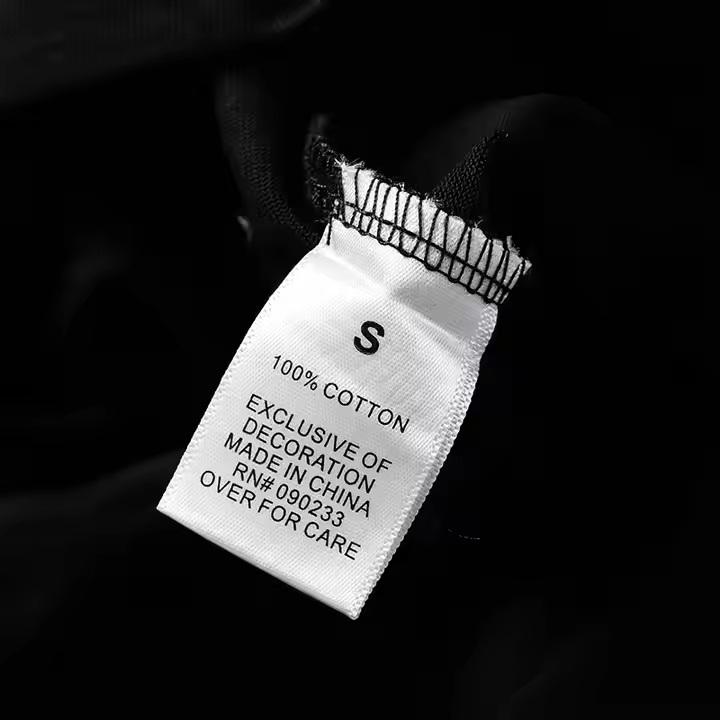 S
100% COTTON
EXCLUSIVE OF
DECORATION
MADE IN CHINA
RN# 090233
OVER FOR CARE